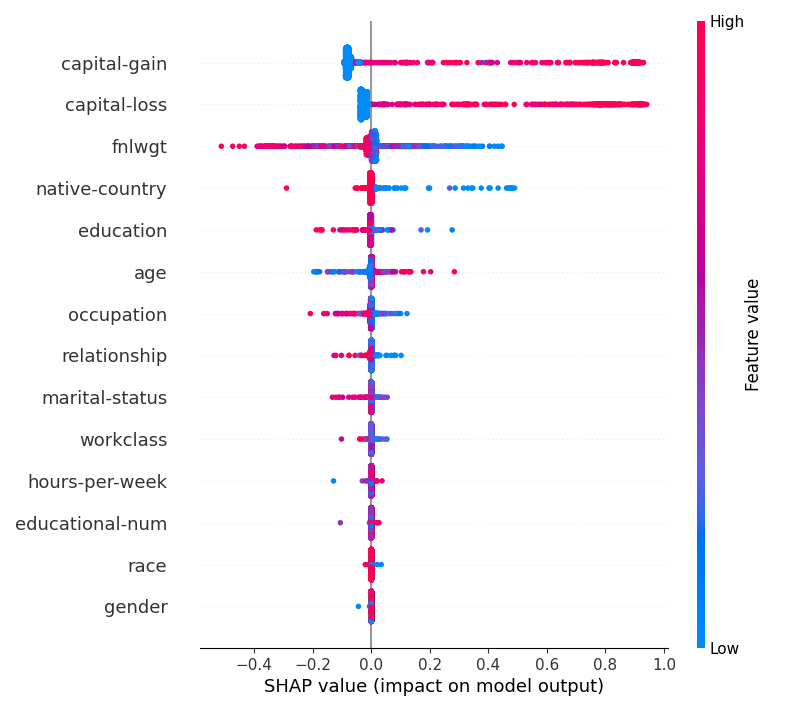 High
capital-gain
capital-loss
fnlwgt
native-country
education
age
occupation
relationship
marital-status
workclass
hours-per-week
educational-num
race
gender
Feature value
Low
−0.4 −0.2 0.0 0.2 0.4 0.6 0.8 1.0
SHAP value (impact on model output)